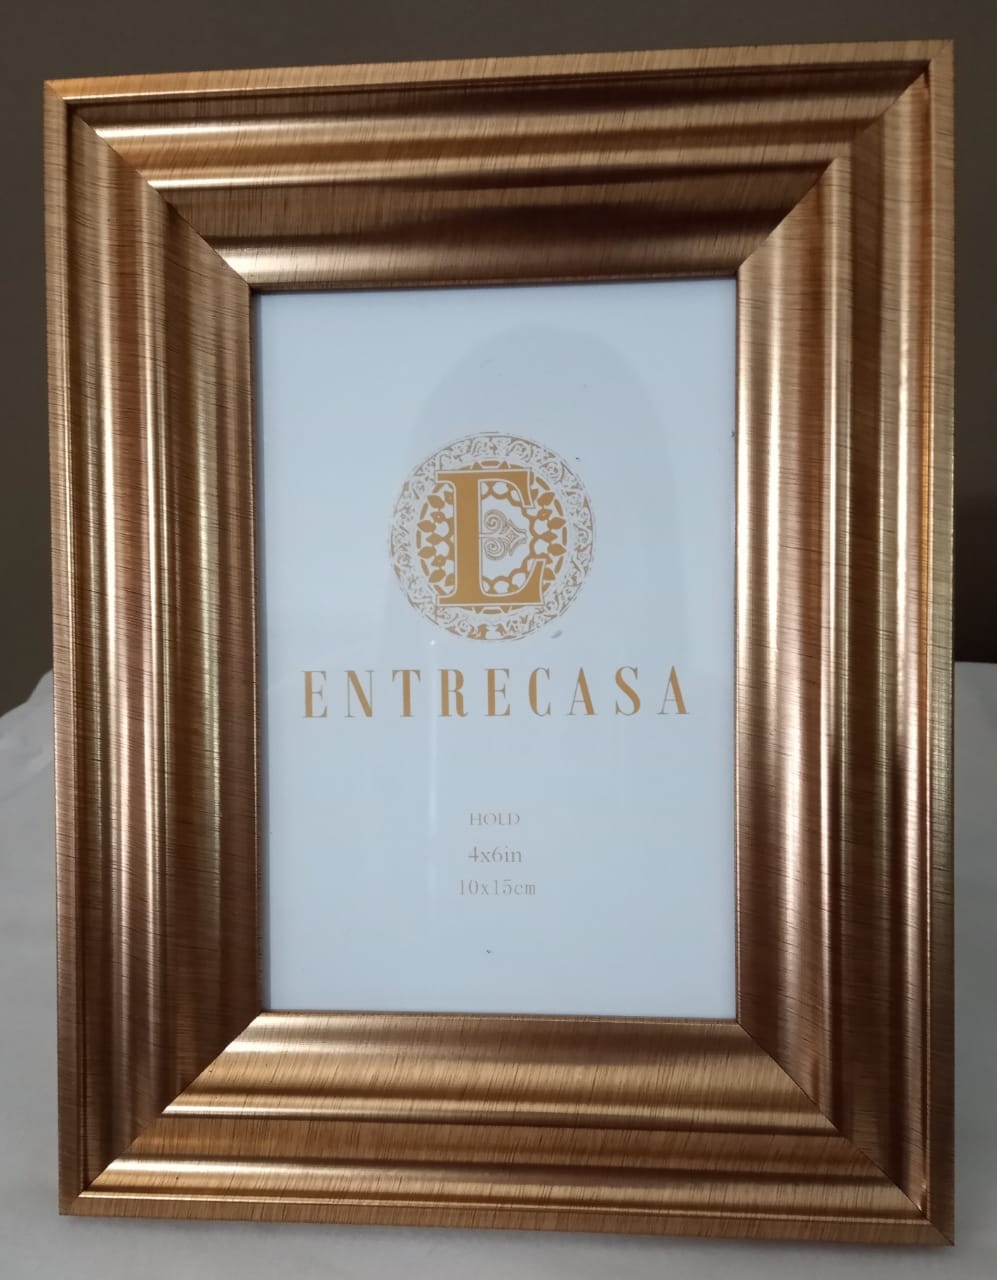 E
ENTRECASA
HOLD
4x6in
10x15cm